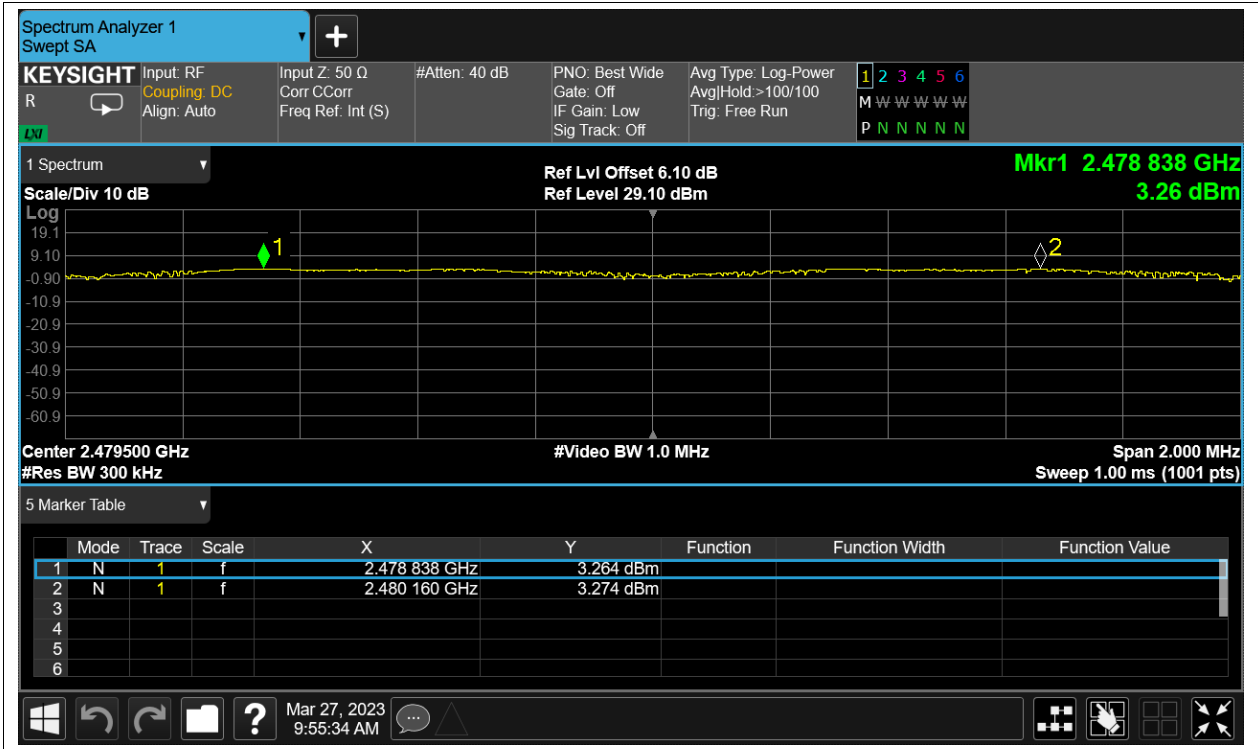 Spectrum Analyzer 1
Swept SA
KEYSIGHT
R
LXI
Input: RF
Coupling: DC
Align: Auto
Input Z: 50 Ω
Corr CCorr
Freq Ref: Int (S)
#Atten: 40 dB
PNO: Best Wide
Gate: Off
IF Gain: Low
Sig Track: Off
Avg Type: Log-Power
Avg|Hold:>100/100
Trig: Free Run
1 2 3 4 5 6
M W W W W W
P N N N N N
1 Spectrum
Scale/Div 10 dB
Ref Lvl Offset 6.10 dB
Ref Level 29.10 dBm
Mkr1 2.478 838 GHz
3.26 dBm
Log
19.1
9.10
-0.90
-10.9
-20.9
-30.9
-40.9
-50.9
-60.9
1
2
Center 2.479500 GHz
#Video BW 1.0 MHz
Span 2.000 MHz
#Res BW 300 kHz
Sweep 1.00 ms (1001 pts)
5 Marker Table
Mode Trace Scale X Y Function Function Width Function Value
1 N 1 f 2.478 838 GHz 3.264 dBm
2 N 1 f 2.480 160 GHz 3.274 dBm
3
4
5
6
?
Mar 27, 2023
9:55:34 AM